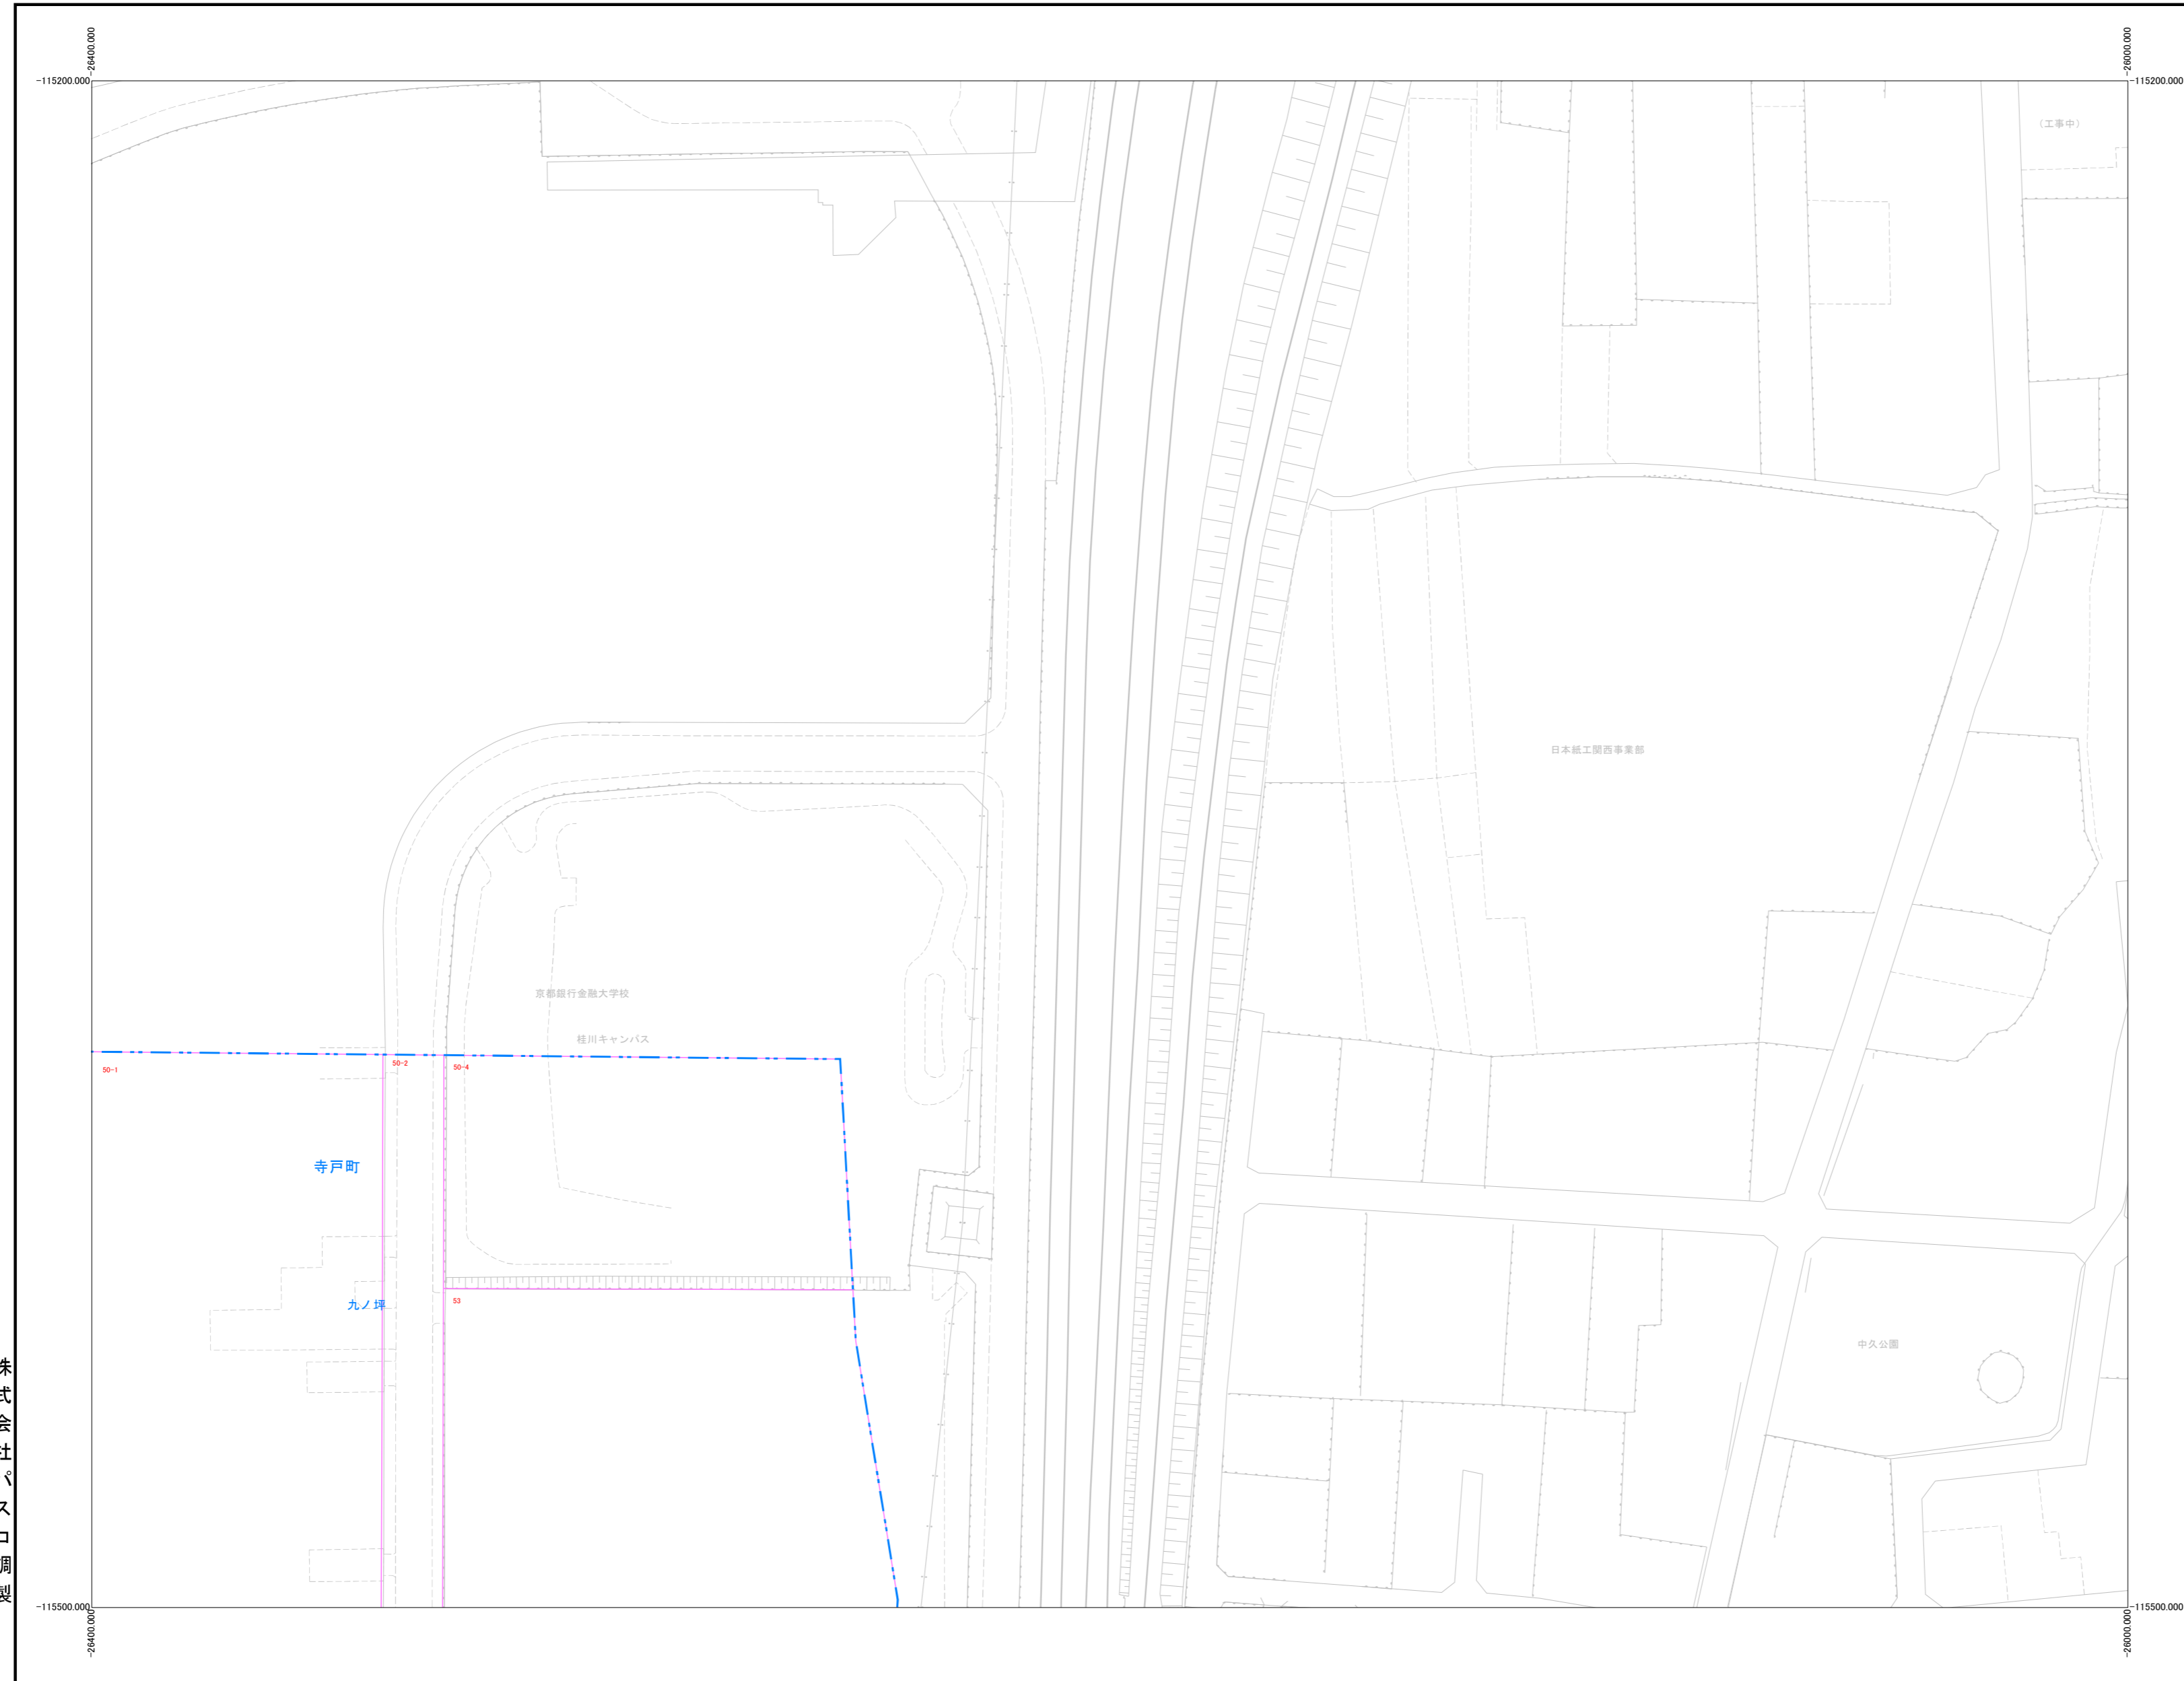 -26400.000
-26000.000
-115200.000
-115200.000
(工事中)
日本紙工関西事業部
京都銀行金融大学校
桂川キャンパス
50-1
50-2
50-4
寺戸町
九ノ坪
53
中久公園
株式会社パスコ調製
-115500.000
-115500.000
-26400.000
-26000.000